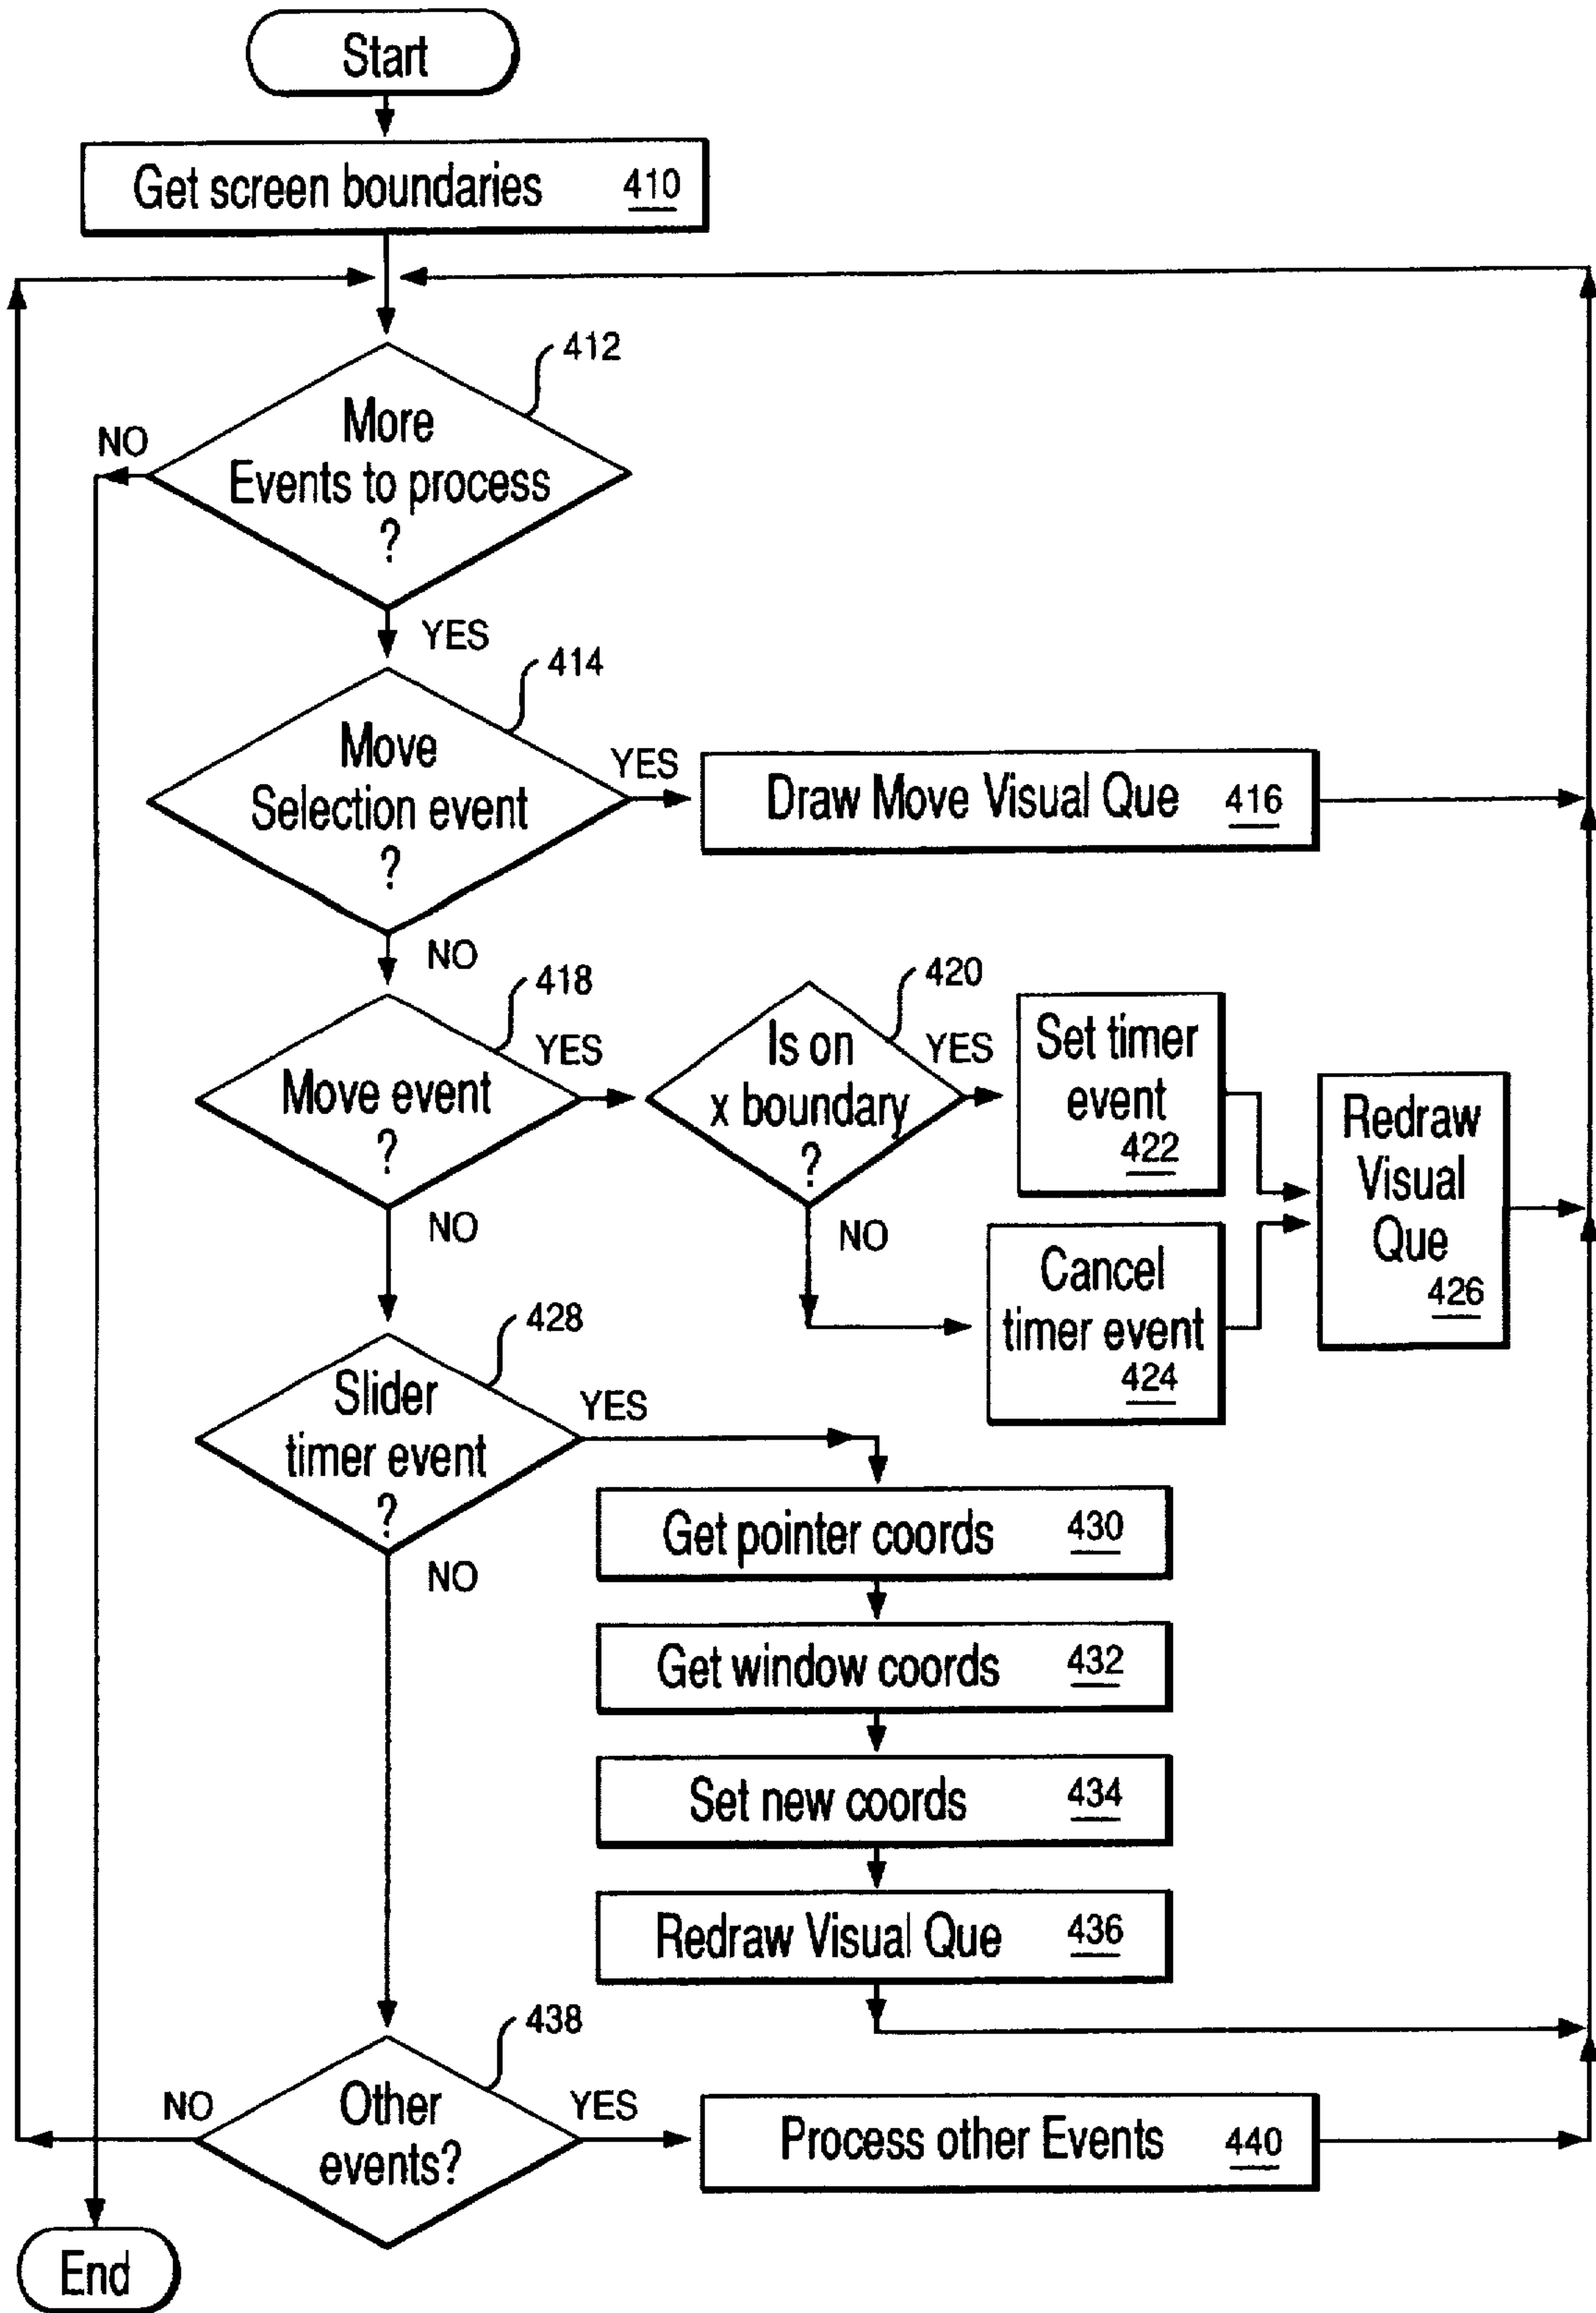 Start
Get screen boundaries 410
412
More
Events to process
?
NO
YES
414
Move
Selection event
?
YES
Draw Move Visual Que 416
NO
418
Move event
?
YES
420
Is on
x boundary
?
YES
Set timer
event
422
NO
Cancel
timer event
424
Redraw
Visual
Que
426
NO
428
Slider
timer event
?
YES
Get pointer coords 430
Get window coords 432
Set new coords 434
Redraw Visual Que 436
NO
438
Other
events?
NO
YES
Process other Events 440
End